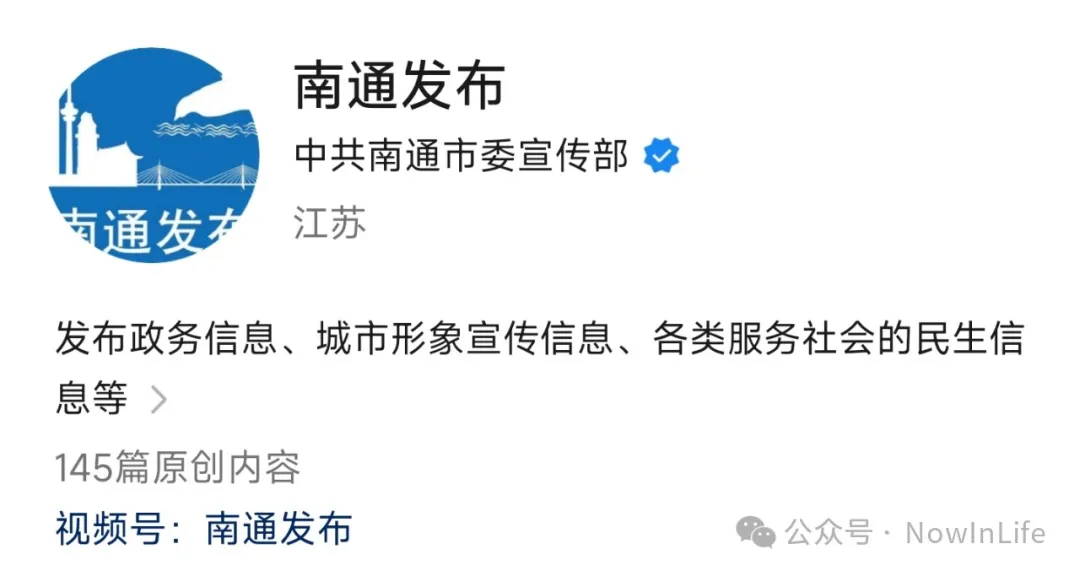 南通发布
中共南通市委宣传部
江苏
南通发布
发布政务信息、城市形象宣传信息、各类服务社会的民生信
息等
145篇原创内容
视频号：南通发布
公众号 · NowInLife